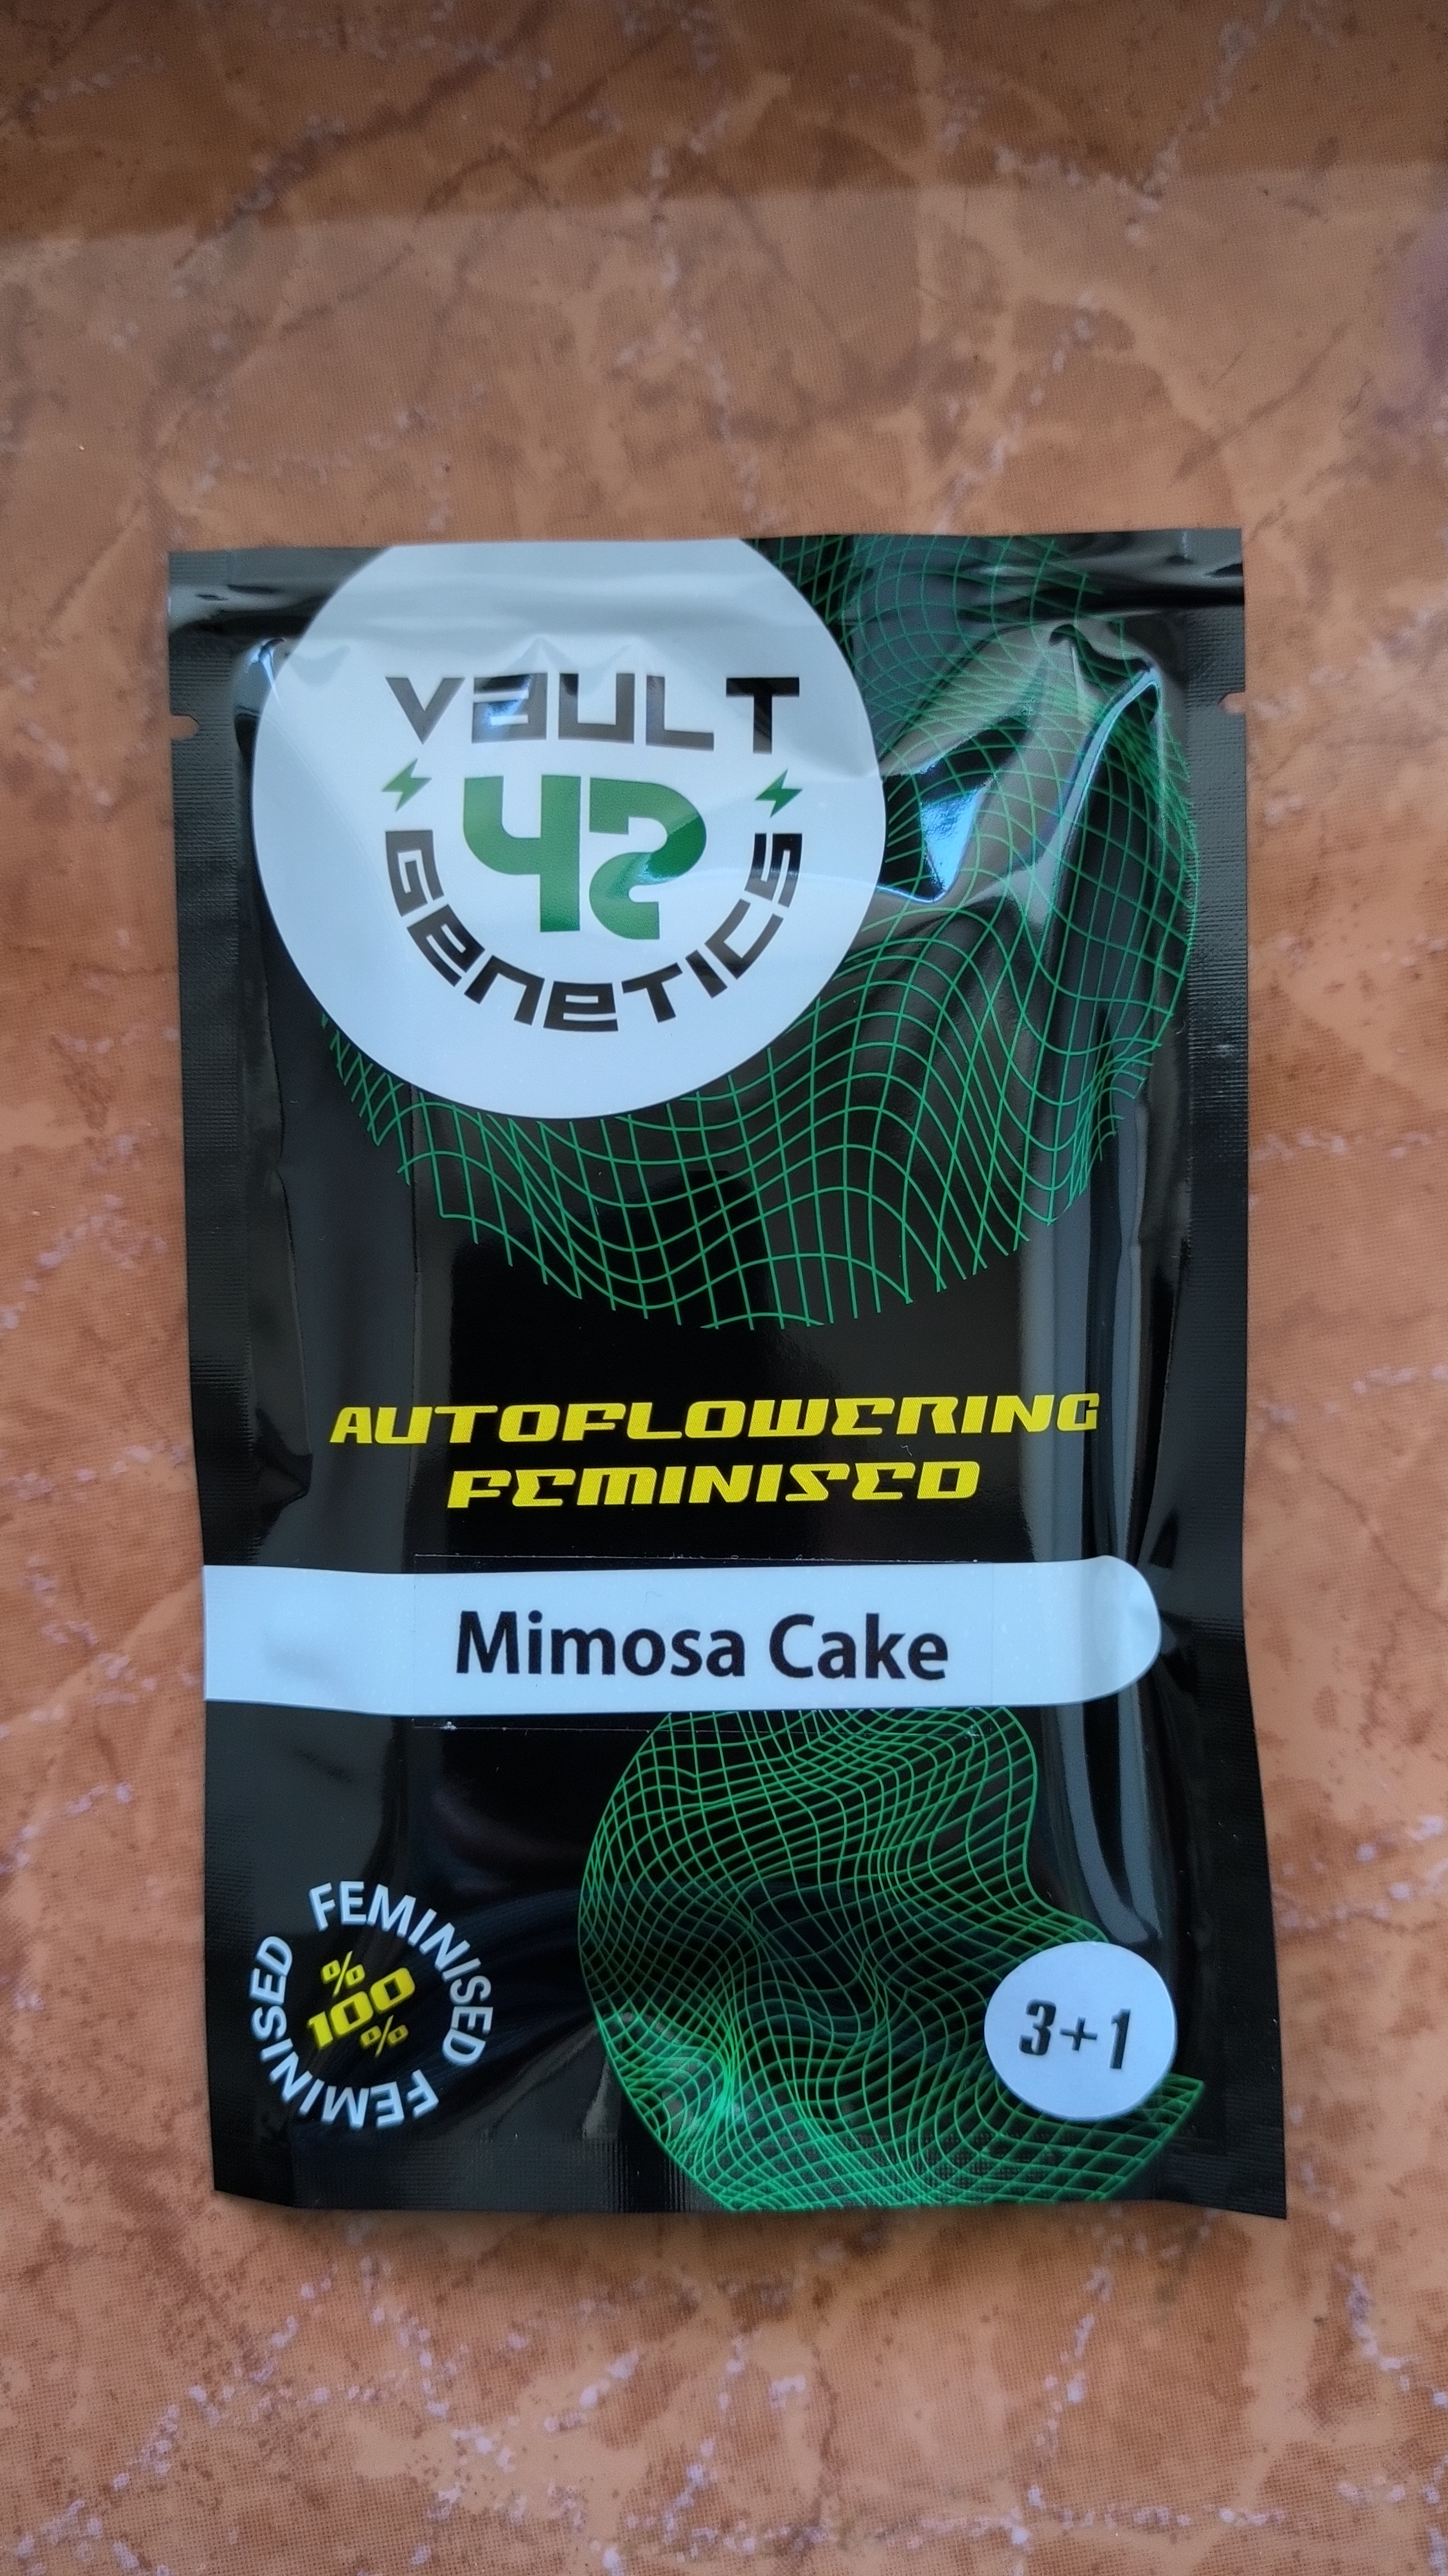 VAULT
42
GENETICS
AUTOFLOWERING
FEMINISED
Mimosa Cake
FEMINISED FEMINISED
%
100
%
3+1